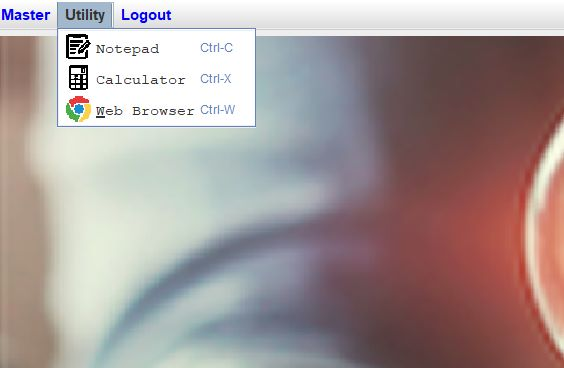 Master Utility Logout
Notepad Ctrl-C
Calculator Ctrl-X
Web Browser Ctrl-W